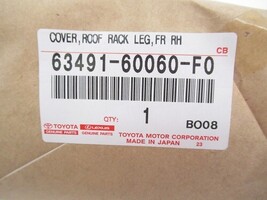 COVER,ROOF RACK LEG,FR RH
CB
63491-60060-F0
QTY: 1 B008
TOYOTA LEXUS TOYOTA MOTOR CORPORATION
GENUINE PARTS GENUINE PARTS MADE IN JAPAN 23